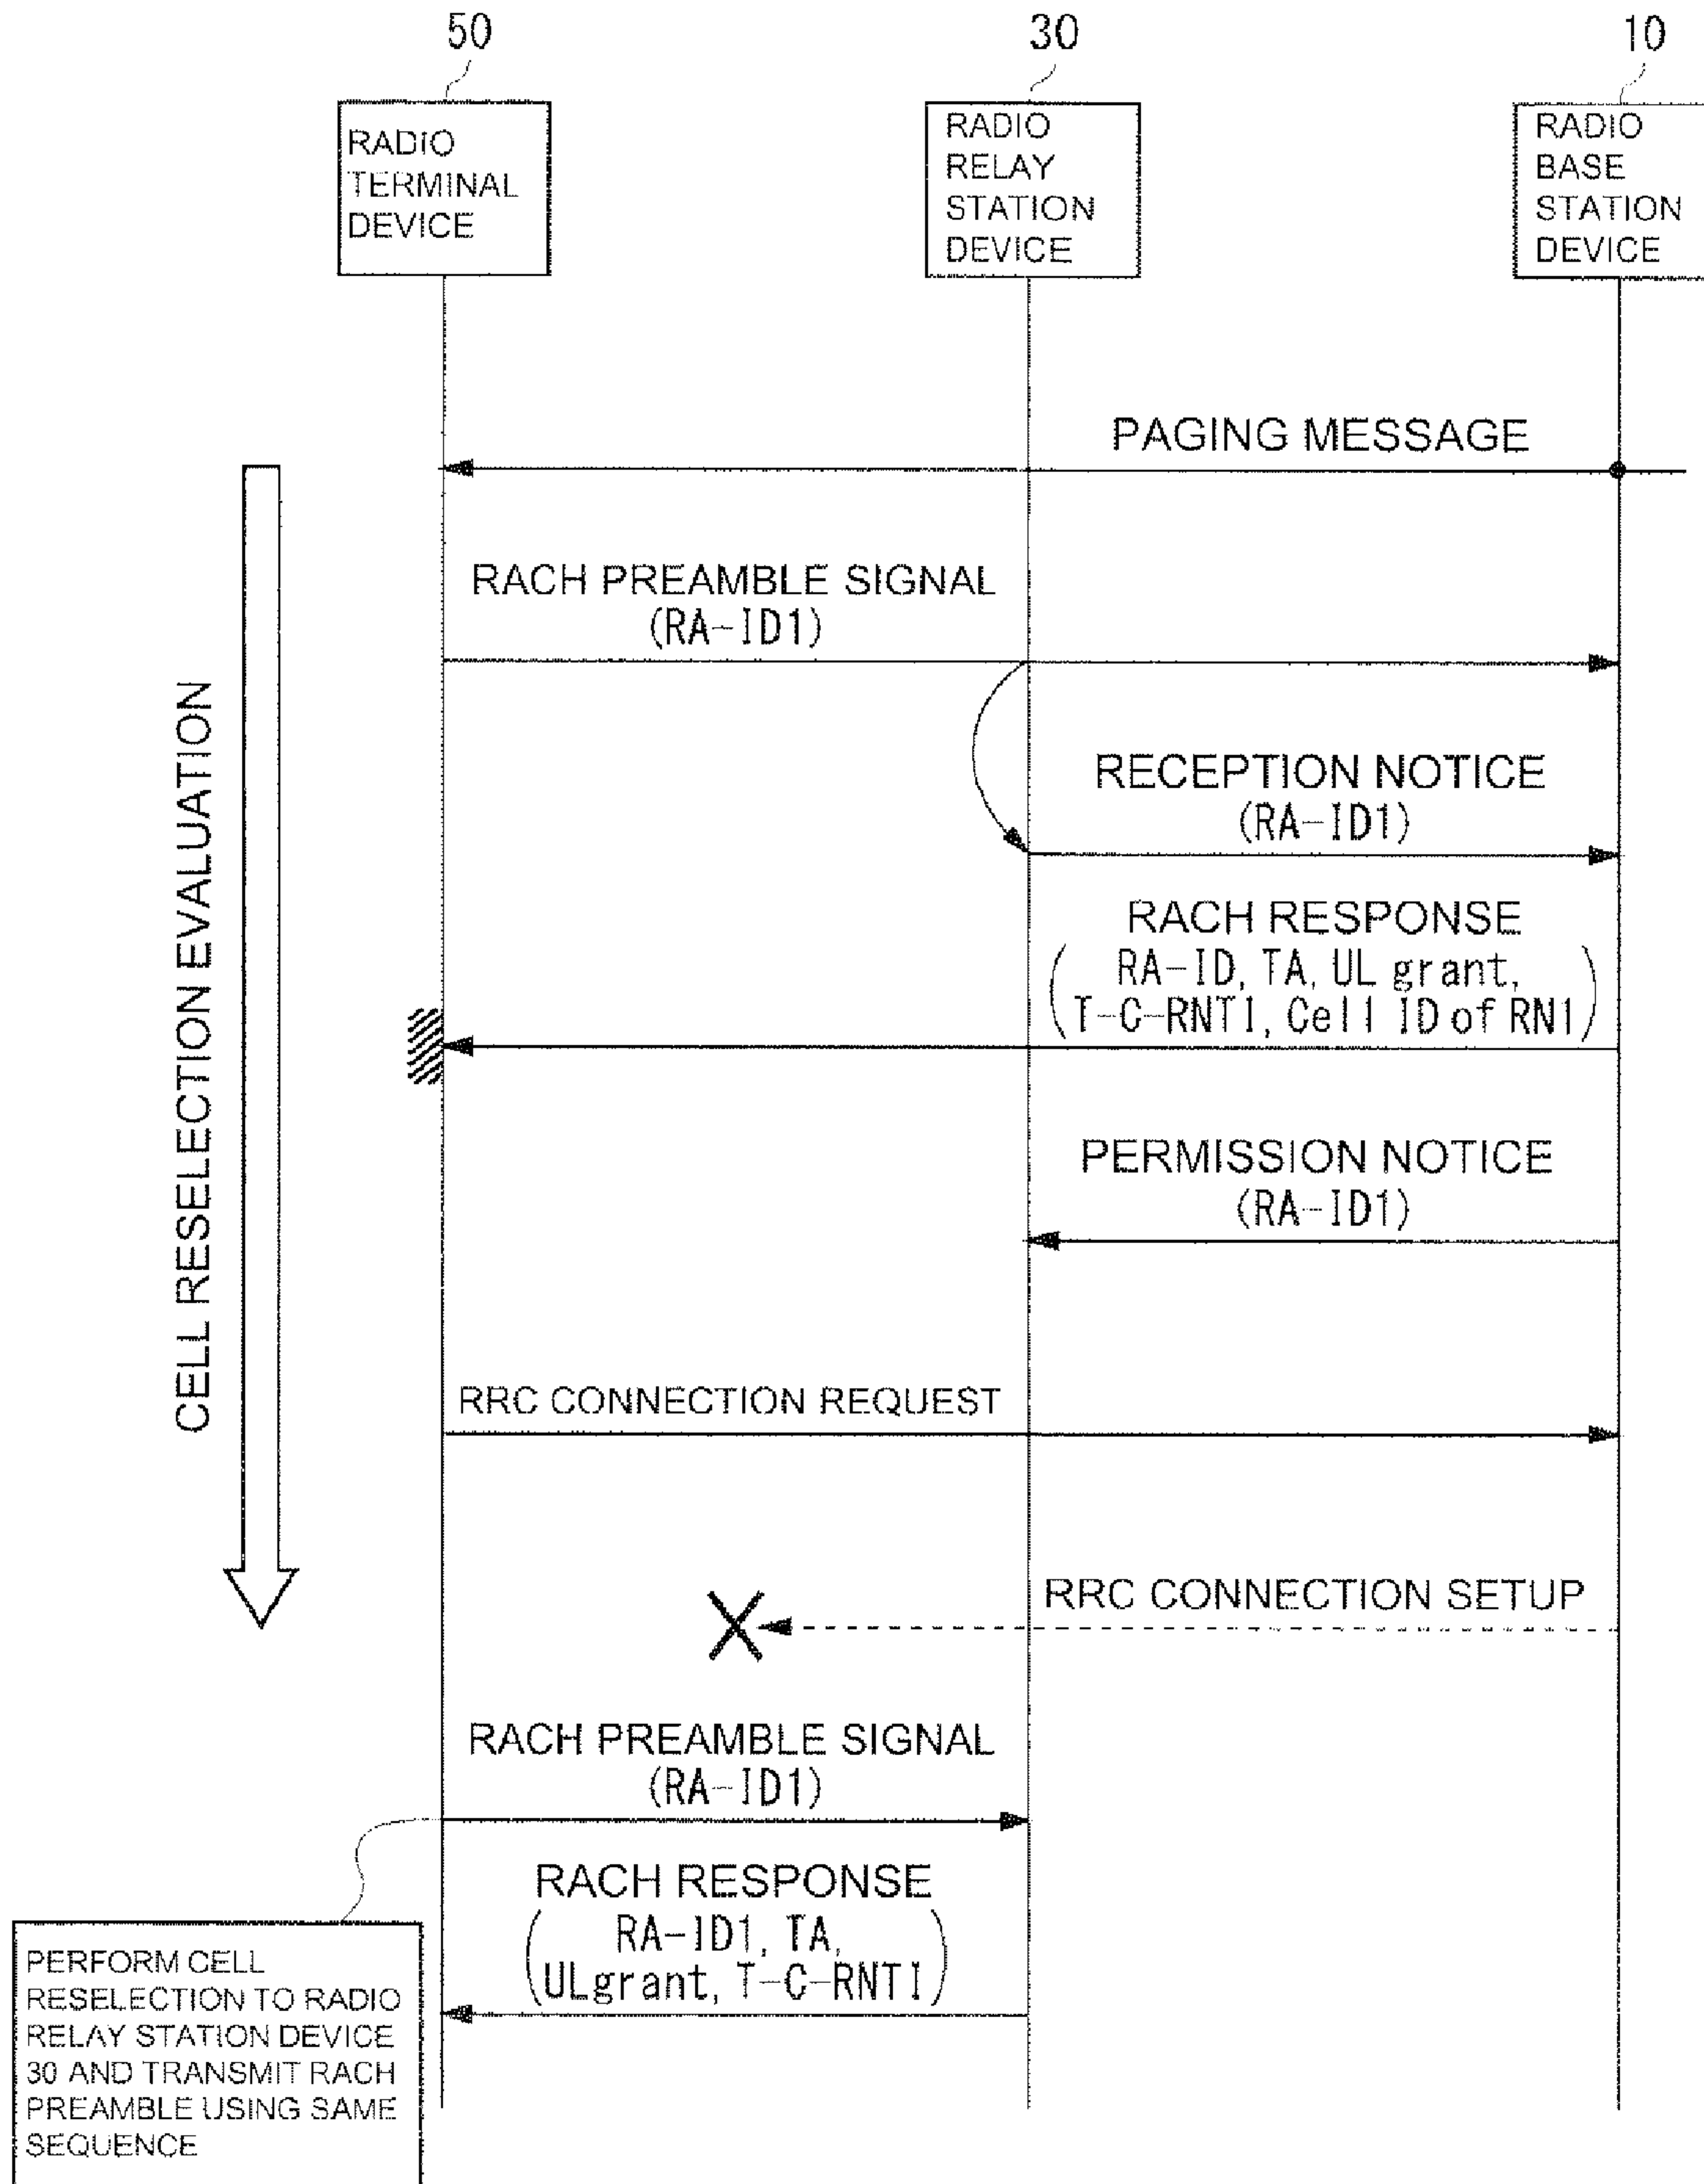 50
30
10
RADIO
TERMINAL
DEVICE
RADIO
RELAY
STATION
DEVICE
RADIO
BASE
STATION
DEVICE
PAGING MESSAGE
RACH PREAMBLE SIGNAL
(RA-ID1)
CELL RESELECTION EVALUATION
RECEPTION NOTICE
(RA-ID1)
RACH RESPONSE
(RA-ID, TA, UL grant,
T-C-RNTI, Cell ID of RN1)
PERMISSION NOTICE
(RA-ID1)
RRC CONNECTION REQUEST
RRC CONNECTION SETUP
RACH PREAMBLE SIGNAL
(RA-ID1)
RACH RESPONSE
(RA-ID1, TA,
ULgrant, T-C-RNTI)
PERFORM CELL
RESELECTION TO RADIO
RELAY STATION DEVICE
30 AND TRANSMIT RACH
PREAMBLE USING SAME
SEQUENCE